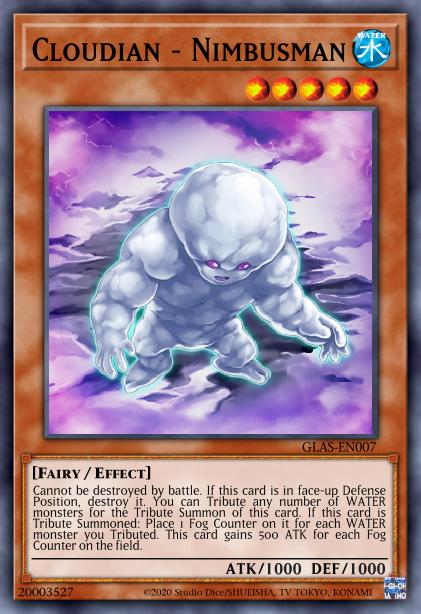 CLOUDIAN - NIMBUSMAN
WATER
水
GLAS-EN007
[FAIRY / EFFECT]
Cannot be destroyed by battle. If this card is in face-up Defense
Position, destroy it. You can Tribute any number of WATER
monsters for the Tribute Summon of this card. If this card is
Tribute Summoned: Place 1 Fog Counter on it for each WATER
monster you Tributed. This card gains 500 ATK for each Fog
Counter on the field.
ATK/1000 DEF/1000
20003527
©2020 Studio Dice/SHUEISHA, TV TOKYO, KONAMI